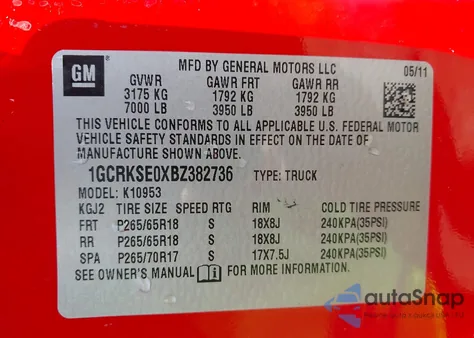 GM
MFD BY GENERAL MOTORS LLC
05/11
GVWR GAWR FRT GAWR RR
3175 KG 1792 KG 1792 KG
7000 LB 3950 LB 3950 LB
THIS VEHICLE CONFORMS TO ALL APPLICABLE U.S. FEDERAL MOTOR
VEHICLE SAFETY STANDARDS IN EFFECT ON THE DATE OF
MANUFACTURE SHOWN ABOVE.
1GCRKSE0XBZ382736 TYPE: TRUCK
MODEL: K10953
KGJ2 TIRE SIZE SPEED RTG RIM COLD TIRE PRESSURE
FRT P265/65R18 S 18X8J 240KPA(35PSI)
RR P265/65R18 S 18X8J 240KPA(35PSI)
SPA P265/70R17 S 17X7.5J 240KPA(35PSI)
SEE OWNER'S MANUAL FOR MORE INFORMATION
autoSnap